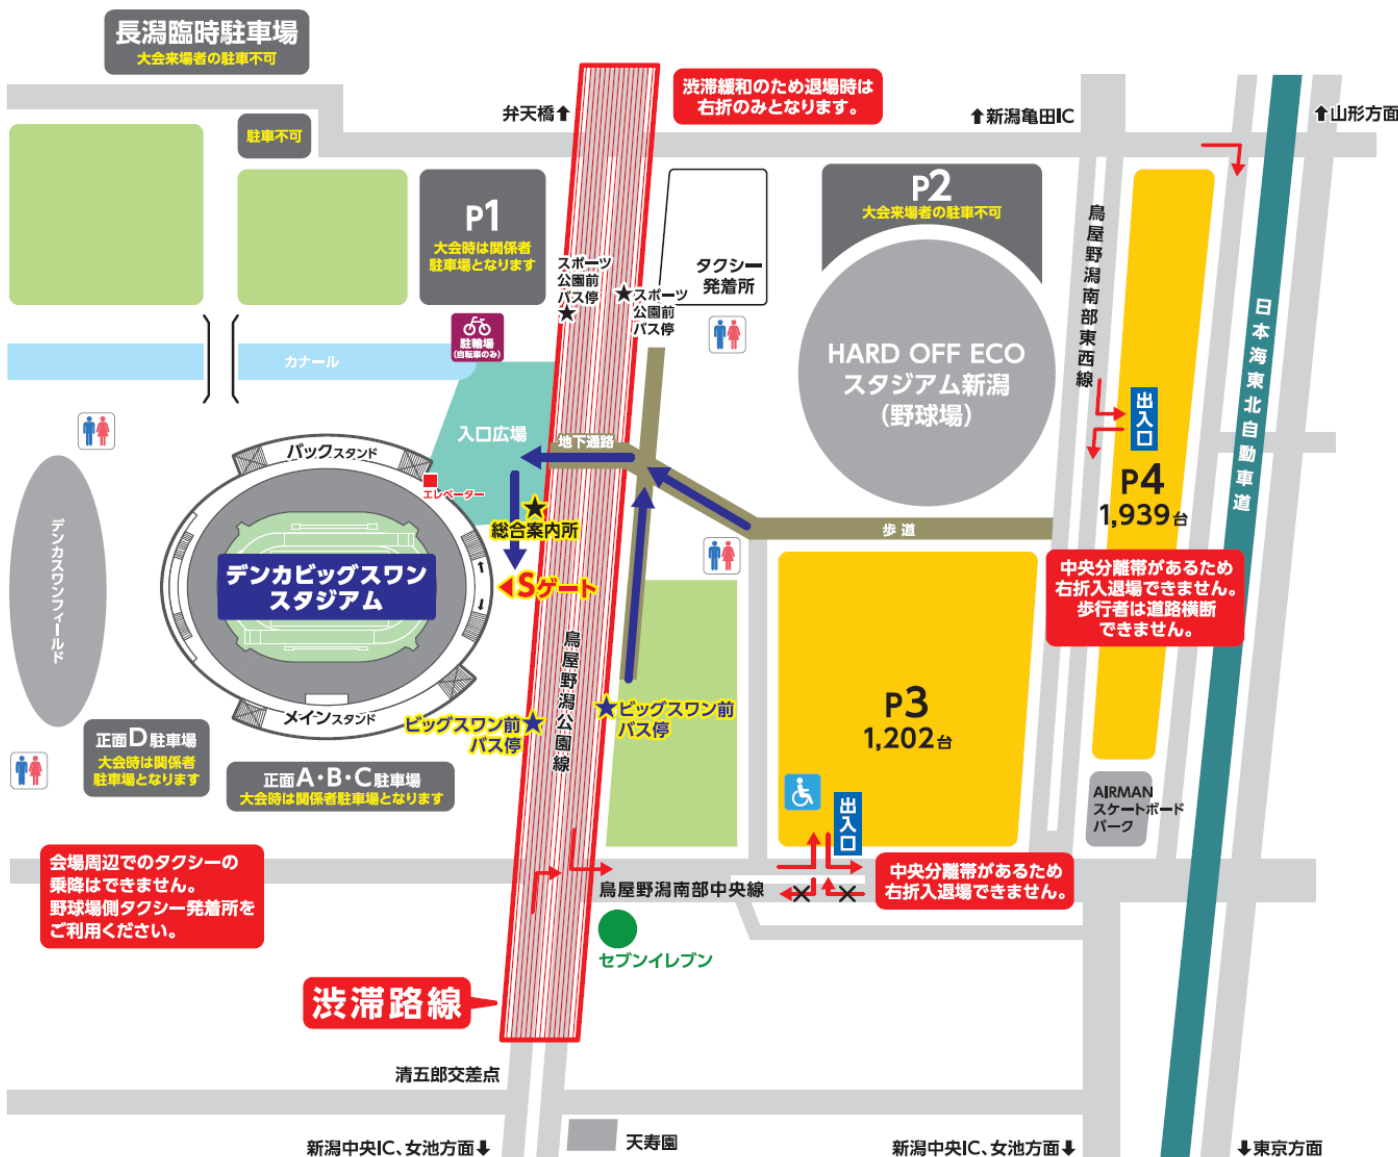 長潟臨時駐車場
大会来場者の駐車不可
渋滞緩和のため退場時は
右折のみとなります。
弁天橋↑
↑新潟亀田IC
↑山形方面
駐車不可
P1
大会時は関係者
駐車場となります
スポーツ
公園前
バス停
スポーツ
公園前
バス停
タクシー
発着所
P2
大会来場者の駐車不可
HARD OFF ECO
スタジアム新潟
(野球場)
鳥屋野潟南部東西線
日本海東北自動車道
出入口
P4
1,939台
駐輪場
(自転車のみ)
カナール
入口広場
地下通路
バックスタンド
エレベーター
総合案内所
歩道
デンカスワンフィールド
デンカビッグスワン
スタジアム
Sゲート
中央分離帯があるため
右折入退場できません。
歩行者は道路横断
できません。
鳥屋野潟公園線
メインスタンド
ビッグスワン前
バス停
ビッグスワン前
バス停
P3
1,202台
正面D駐車場
大会時は関係者
駐車場となります
正面A・B・C駐車場
大会時は関係者駐車場となります
出入口
AIRMAN
スケートボード
パーク
会場周辺でのタクシーの
乗降はできません。
野球場側タクシー発着所を
ご利用ください。
鳥屋野潟南部中央線
中央分離帯があるため
右折入退場できません。
セブンイレブン
渋滞路線
清五郎交差点
新潟中央IC、女池方面↓
天寿園
新潟中央IC、女池方面↓
↓東京方面